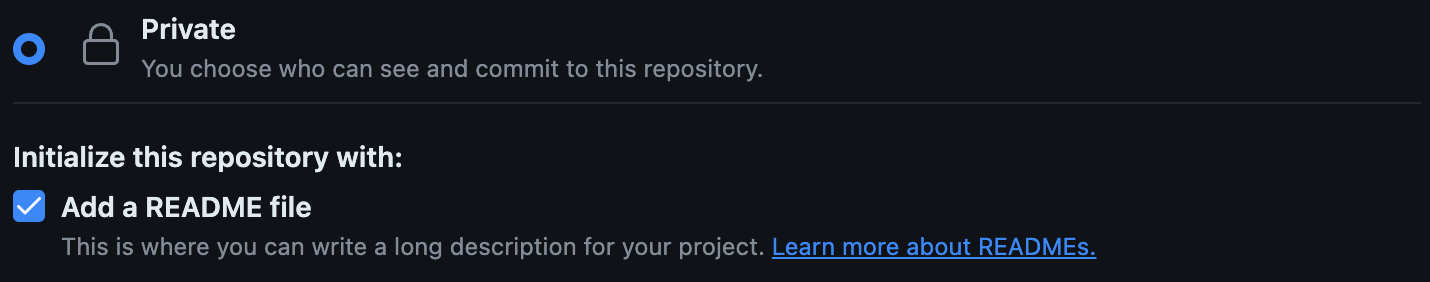 Private
You choose who can see and commit to this repository.
Initialize this repository with:
Add a README file
This is where you can write a long description for your project. Learn more about READMEs.